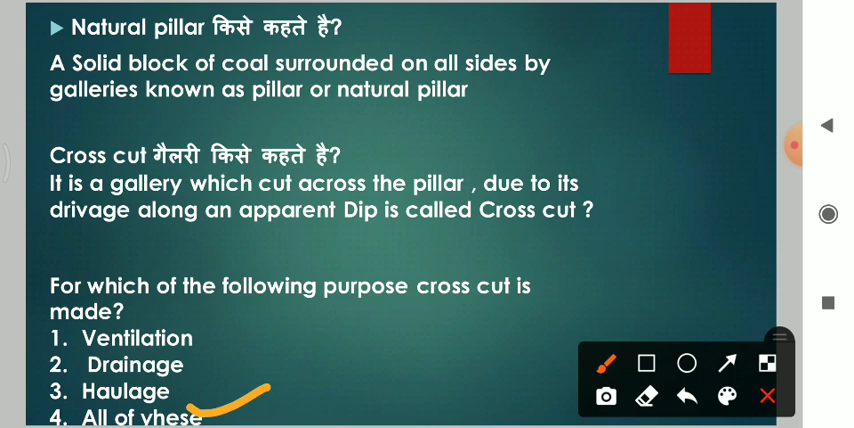 Natural pillar किसे कहते है?
A Solid block of coal surrounded on all sides by
galleries known as pillar or natural pillar
Cross cut गैलरी किसे कहते है?
It is a gallery which cut across the pillar , due to its
drivage along an apparent Dip is called Cross cut ?
For which of the following purpose cross cut is
made?
1. Ventilation
2. Drainage
3. Haulage
4. All of vhese